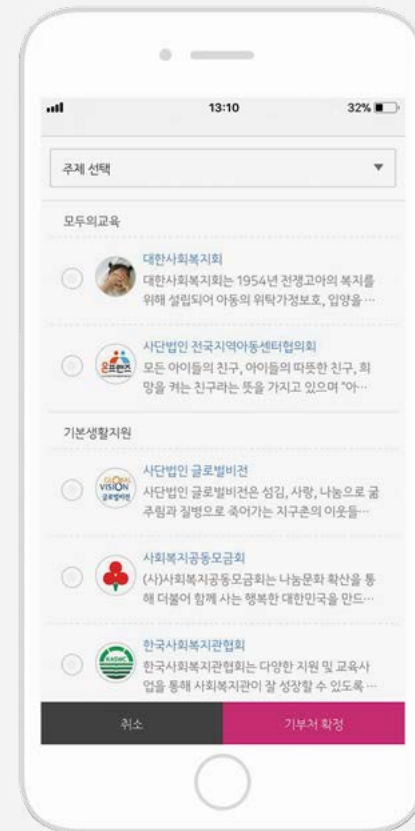 13:10
32%
주제 선택
모두의교육
대한사회복지회
대한사회복지회는 1954년 전쟁고아의 복지를
위해 설립되어 아동의 위탁가정보호, 입양을 …
온프렌즈
사단법인 전국지역아동센터협의회
모든 아이들의 친구, 아이들의 따뜻한 친구, 희
망을 켜는 친구라는 뜻을 가지고 있으며 "아…
기본생활지원
GLOBAL
VISION
글로벌비전
사단법인 글로벌비전
사단법인 글로벌비전은 섬김, 사랑, 나눔으로 굶
주림과 질병으로 죽어가는 지구촌의 이웃들…
사회복지공동모금회
(사)사회복지공동모금회는 나눔문화 확산을 통
해 더불어 함께 사는 행복한 대한민국을 만드…
KASWC
한국사회복지관협회
한국사회복지관협회는 다양한 지원 및 교육사
업을 통해 사회복지관이 잘 성장할 수 있도록 …
취소
기부처 확정